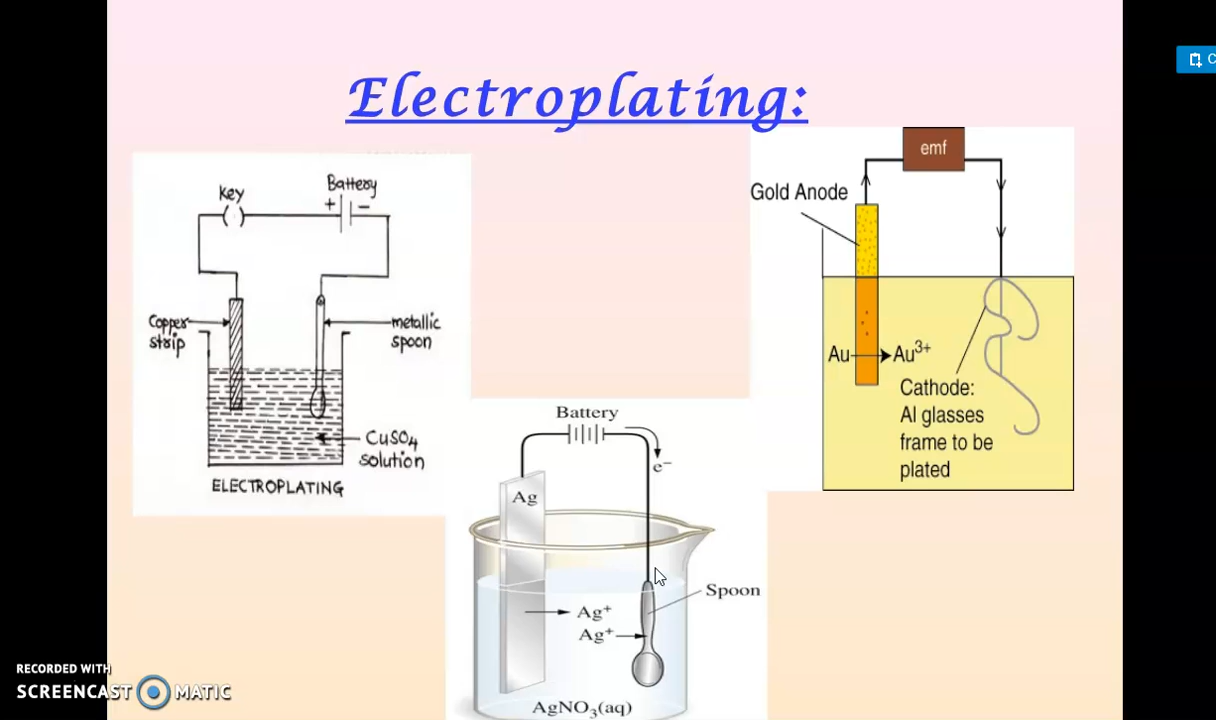 Electroplating:
Key
Battery
+ −
Copper
strip
metallic
spoon
CuSO₄
solution
ELECTROPLATING
emf
Gold Anode
Au
Au³⁺
Cathode:
Al glasses
frame to be
plated
Battery
e⁻
Ag
Ag⁺
Ag⁺
Spoon
AgNO₃(aq)
RECORDED WITH
SCREENCAST MATIC
C